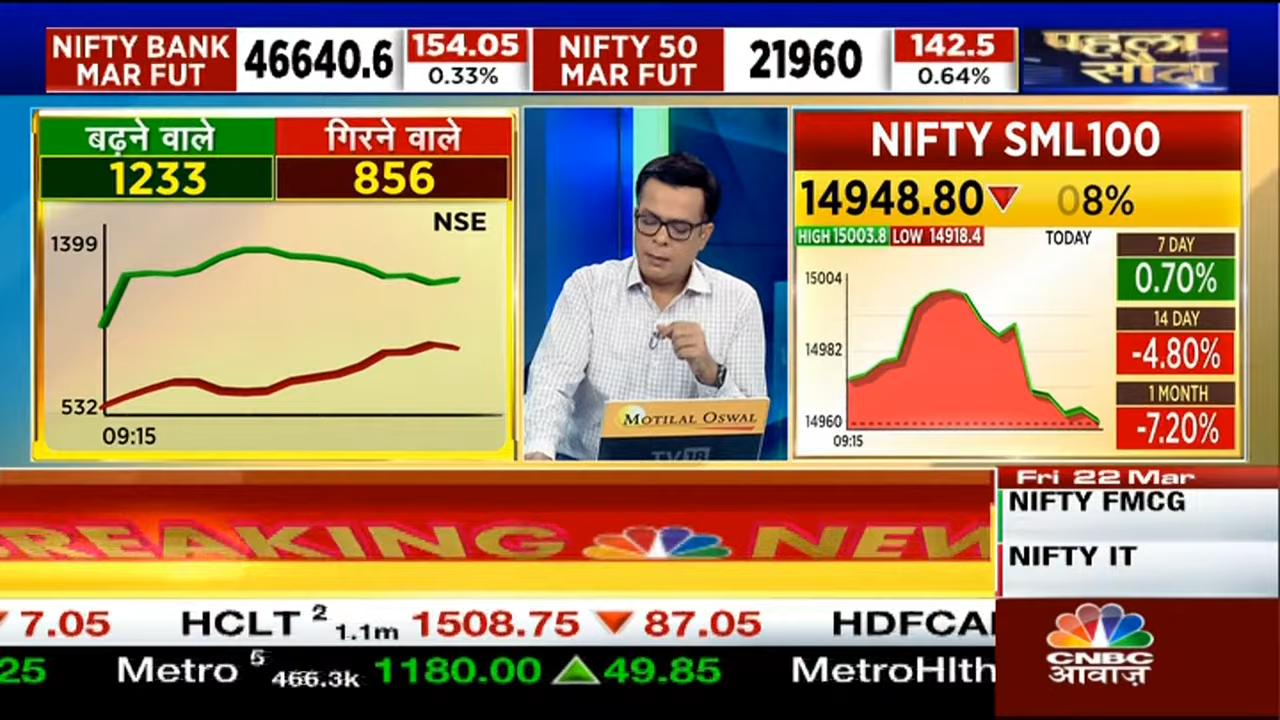 NIFTY BANK
MAR FUT
46640.6
154.05
0.33%
NIFTY 50
MAR FUT
21960
142.5
0.64%
पहला
सौदा
बढ़ने वाले
1233
गिरने वाले
856
NSE
1399
532
09:15
MOTILAL OSWAL
TV18
NIFTY SML100
14948.80
08%
HIGH 15003.8 LOW 14918.4
TODAY
15004
14982
14960
09:15
7 DAY
0.70%
14 DAY
-4.80%
1 MONTH
-7.20%
Fri 22 Mar
NIFTY FMCG
NIFTY IT
REAKING NEW
7.05 HCLT 2 1.1m 1508.75 87.05 HDFCA
25 Metro 5 466.3k 1180.00 49.85 MetroHlth
CNBC
आवाज़